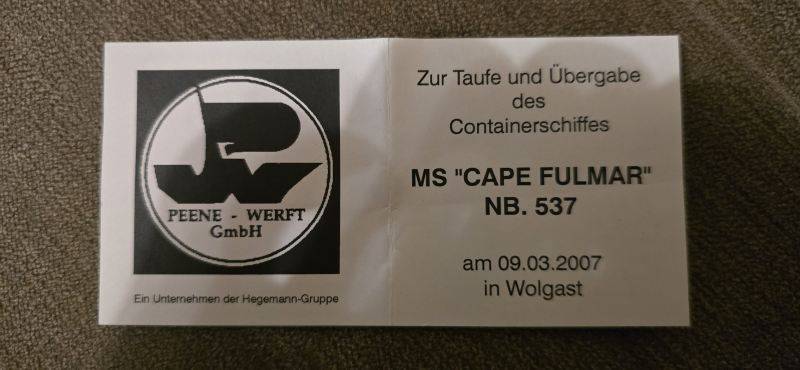 PEENE - WERFT
GmbH
Ein Unternehmen der Hegemann-Gruppe
Zur Taufe und Übergabe
des
Containerschiffes
MS "CAPE FULMAR"
NB. 537
am 09.03.2007
in Wolgast